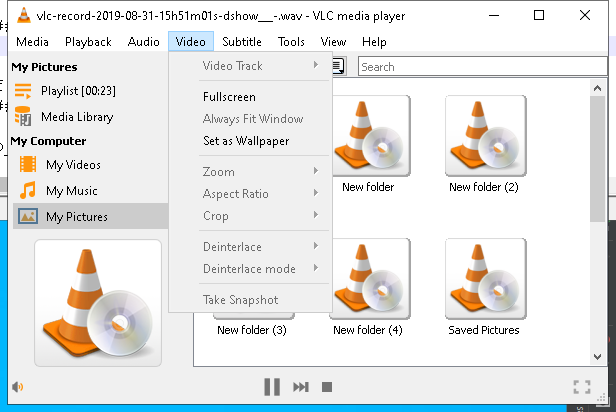 vlc-record-2019-08-31-15h51m01s-dshow__-.wav - VLC media player
Media Playback Audio Video Subtitle Tools View Help
My Pictures
Playlist [00:23]
Media Library
My Computer
My Videos
My Music
My Pictures
Video Track
Fullscreen
Always Fit Window
Set as Wallpaper
Zoom
Aspect Ratio
Crop
Deinterlace
Deinterlace mode
Take Snapshot
Search
New folder
New folder (2)
New folder (3)
New folder (4)
Saved Pictures